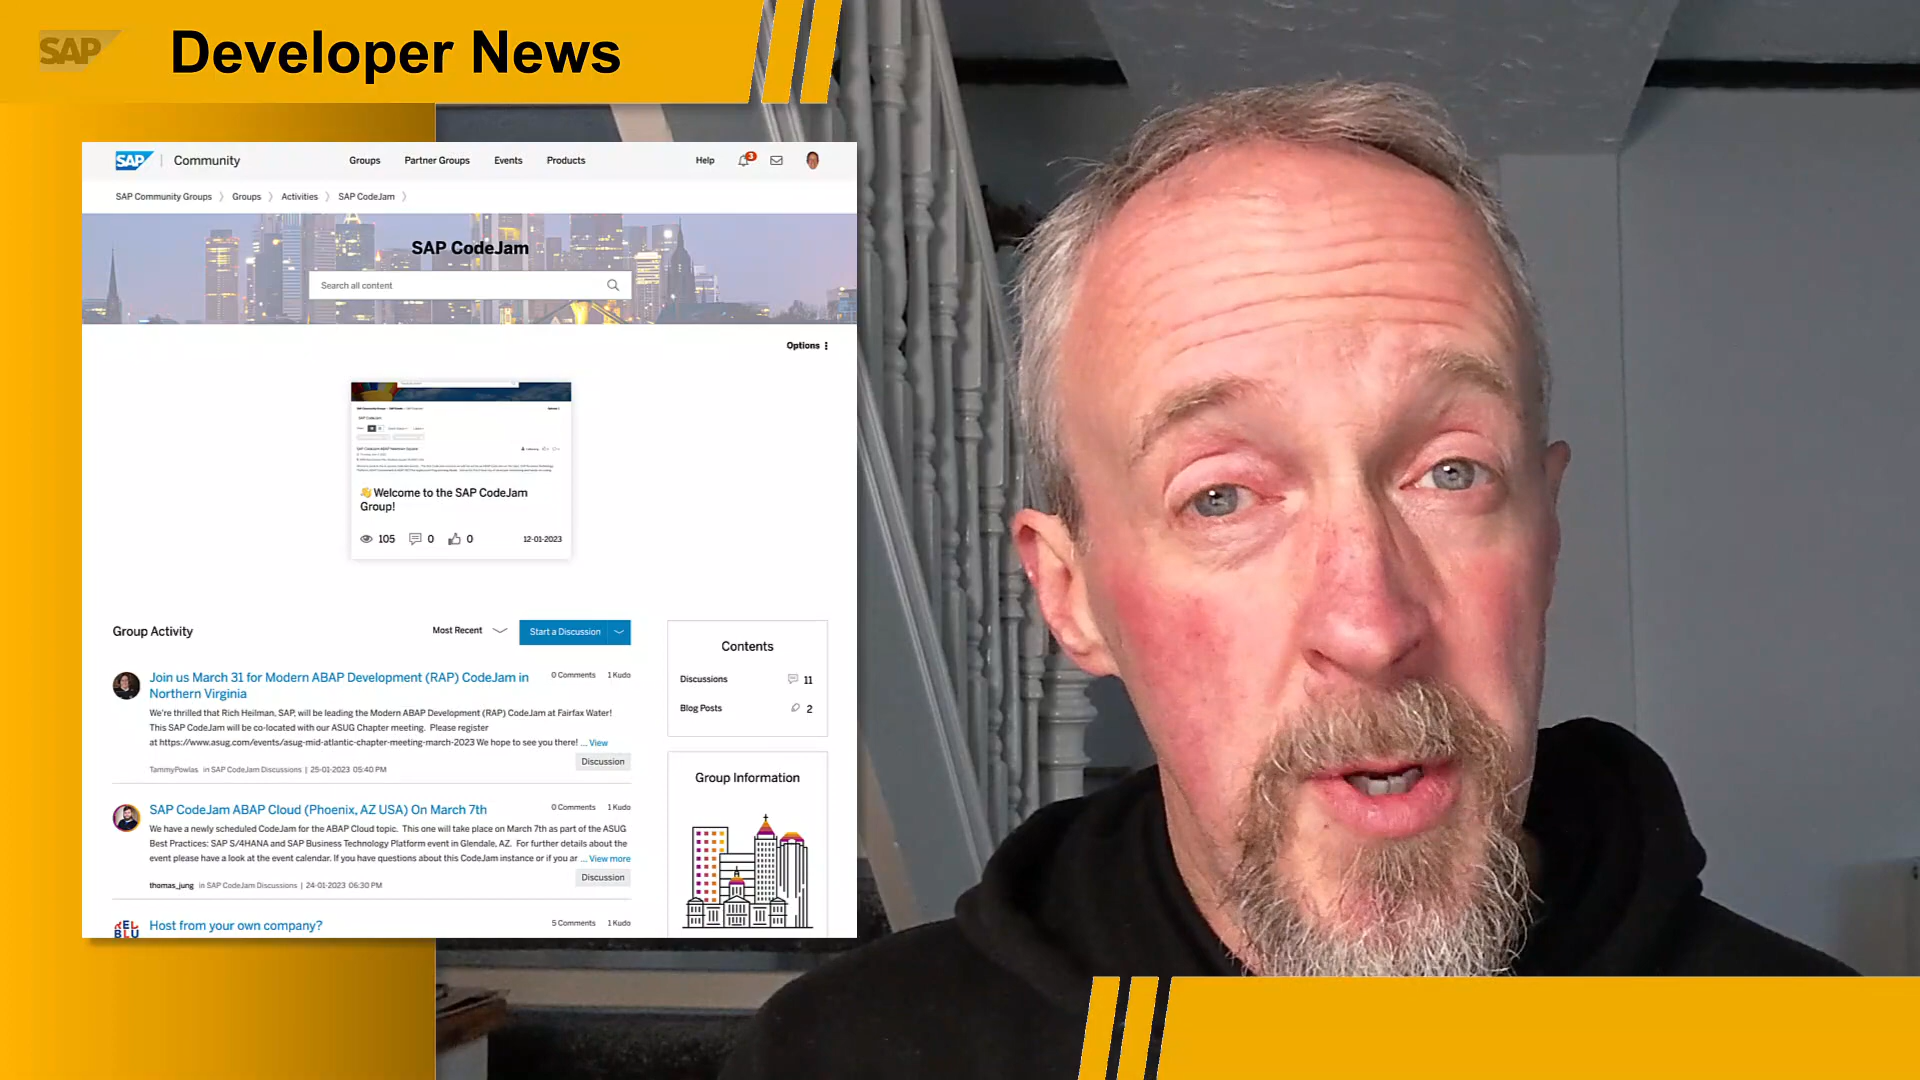 SAP
Developer News
SAP
Community
Groups
Partner Groups
Events
Products
Help
3
SAP Community Groups
Groups
Activities
SAP CodeJam
SAP CodeJam
Search all content
Options
👋Welcome to the SAP CodeJam
Group!
105
0
0
12-01-2023
Group Activity
Most Recent
Start a Discussion
Join us March 31 for Modern ABAP Development (RAP) CodeJam in
Northern Virginia
0 Comments
1 Kudo
We're thrilled that Rich Heilman, SAP, will be leading the Modern ABAP Development (RAP) CodeJam at Fairfax Water!
This SAP CodeJam will be co-located with our ASUG Chapter meeting. Please register
at https://www.asug.com/events/asug-mid-atlantic-chapter-meeting-march-2023 We hope to see you there! ... View
Discussion
TammyPowlas in SAP CodeJam Discussions | 25-01-2023 05:40 PM
SAP CodeJam ABAP Cloud (Phoenix, AZ USA) On March 7th
0 Comments
1 Kudo
We have a newly scheduled CodeJam for the ABAP Cloud topic. This one will take place on March 7th as part of the ASUG
Best Practices: SAP S/4HANA and SAP Business Technology Platform event in Glendale, AZ. For further details about the
event please have a look at the event calendar. If you have questions about this CodeJam instance or if you ar ... View more
Discussion
thomas_jung in SAP CodeJam Discussions | 24-01-2023 06:30 PM
Host from your own company?
5 Comments
1 Kudo
Contents
Discussions
11
Blog Posts
2
Group Information